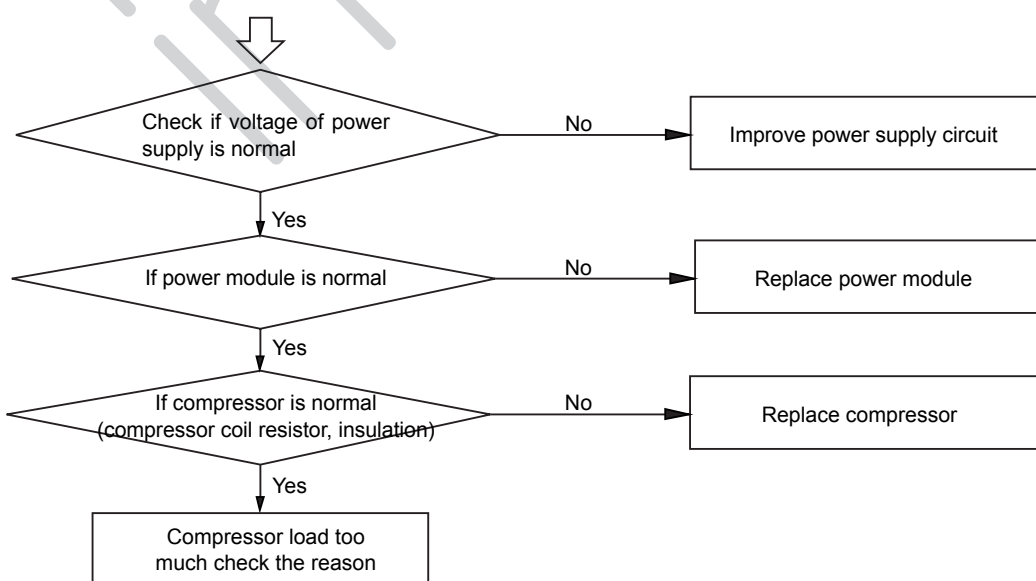 Check if voltage of power
supply is normal
No
Improve power supply circuit
Yes
If power module is normal
No
Replace power module
Yes
If compressor is normal
(compressor coil resistor, insulation)
No
Replace compressor
Yes
Compressor load too
much check the reason